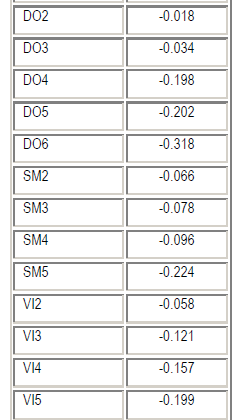 DO2 -0.018
DO3 -0.034
DO4 -0.198
DO5 -0.202
DO6 -0.318
SM2 -0.066
SM3 -0.078
SM4 -0.096
SM5 -0.224
VI2 -0.058
VI3 -0.121
VI4 -0.157
VI5 -0.199